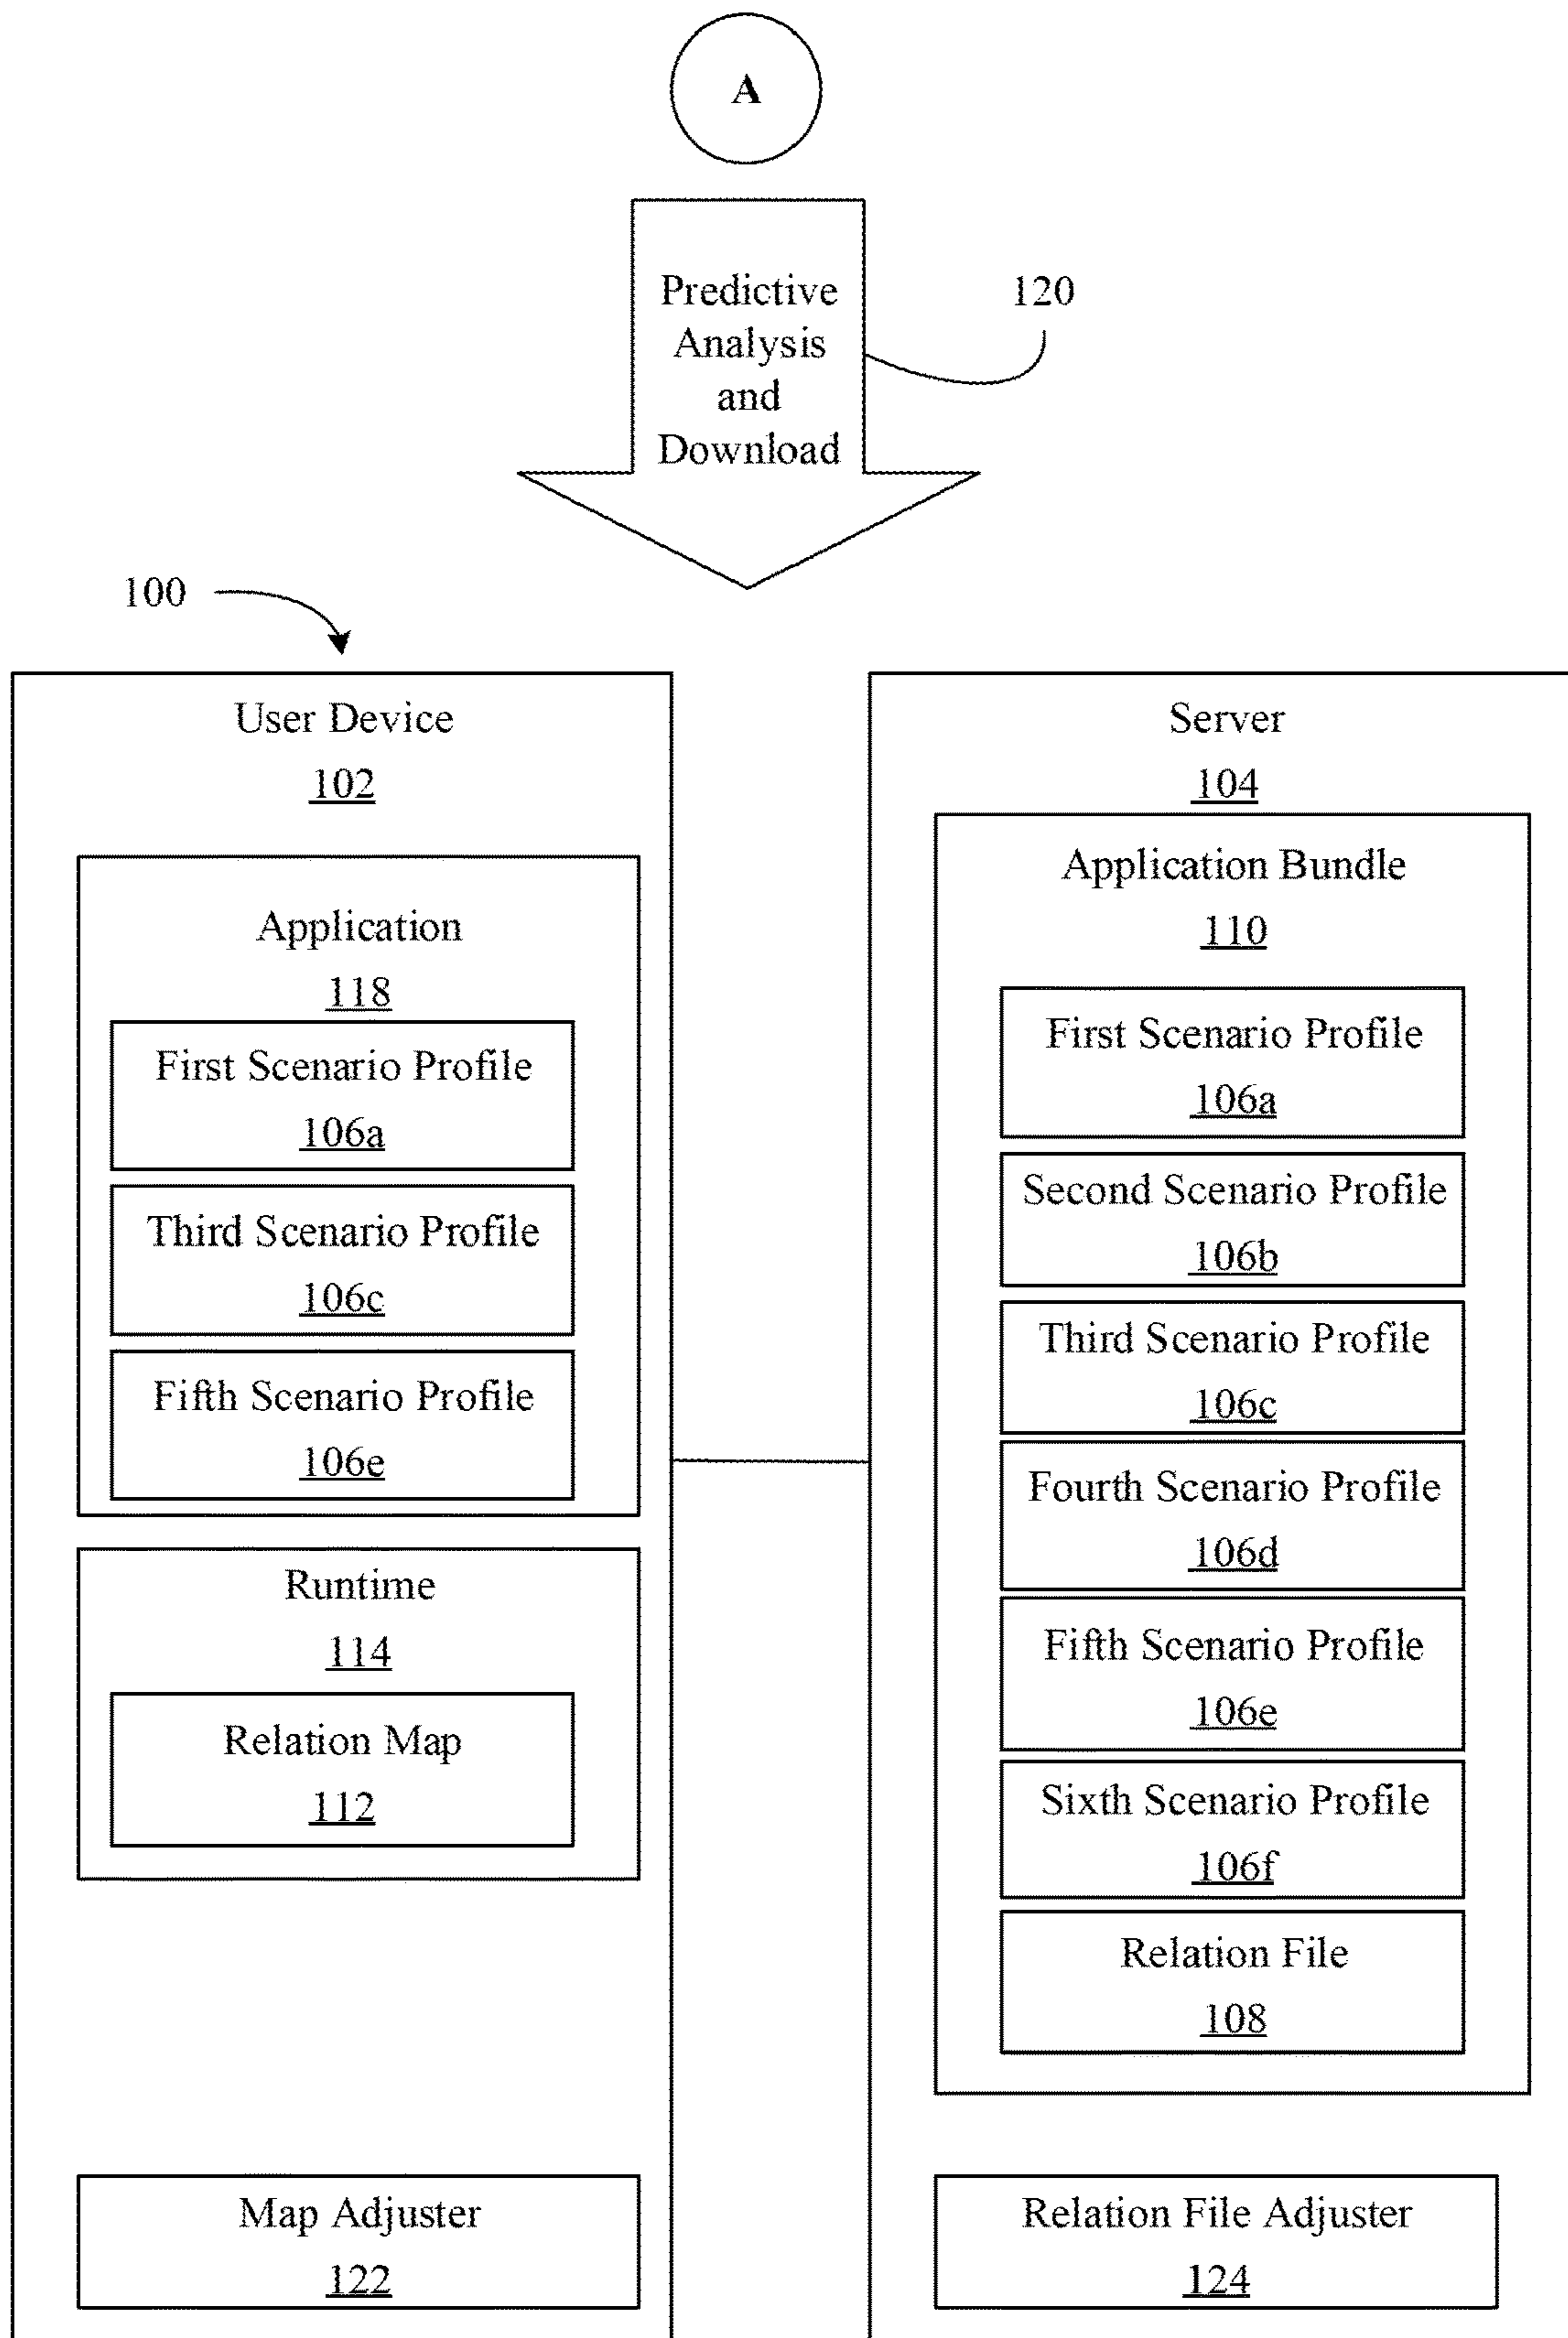 A
Predictive
Analysis
and
Download
120
100
User Device
102
Application
118
First Scenario Profile
106a
Third Scenario Profile
106c
Fifth Scenario Profile
106e
Runtime
114
Relation Map
112
Map Adjuster
122
Server
104
Application Bundle
110
First Scenario Profile
106a
Second Scenario Profile
106b
Third Scenario Profile
106c
Fourth Scenario Profile
106d
Fifth Scenario Profile
106e
Sixth Scenario Profile
106f
Relation File
108
Relation File Adjuster
124